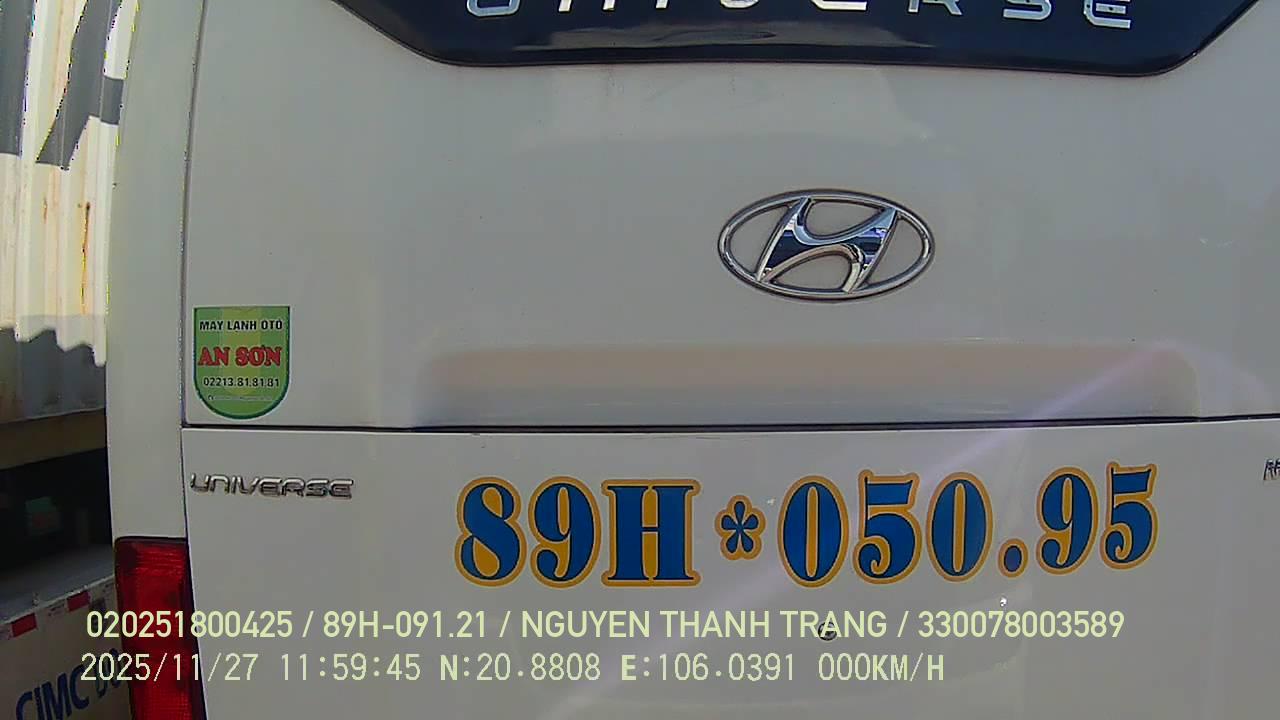 UNIVERSE
MAY LANH OTO
AN SƠN
02213.81.81.81
UNIVERSE
89H*050.95
020251800425 / 89H-091.21 / NGUYEN THANH TRANG / 330078003589
2025/11/27 11:59:45 N:20.8808 E:106.0391 000KM/H
CIMC